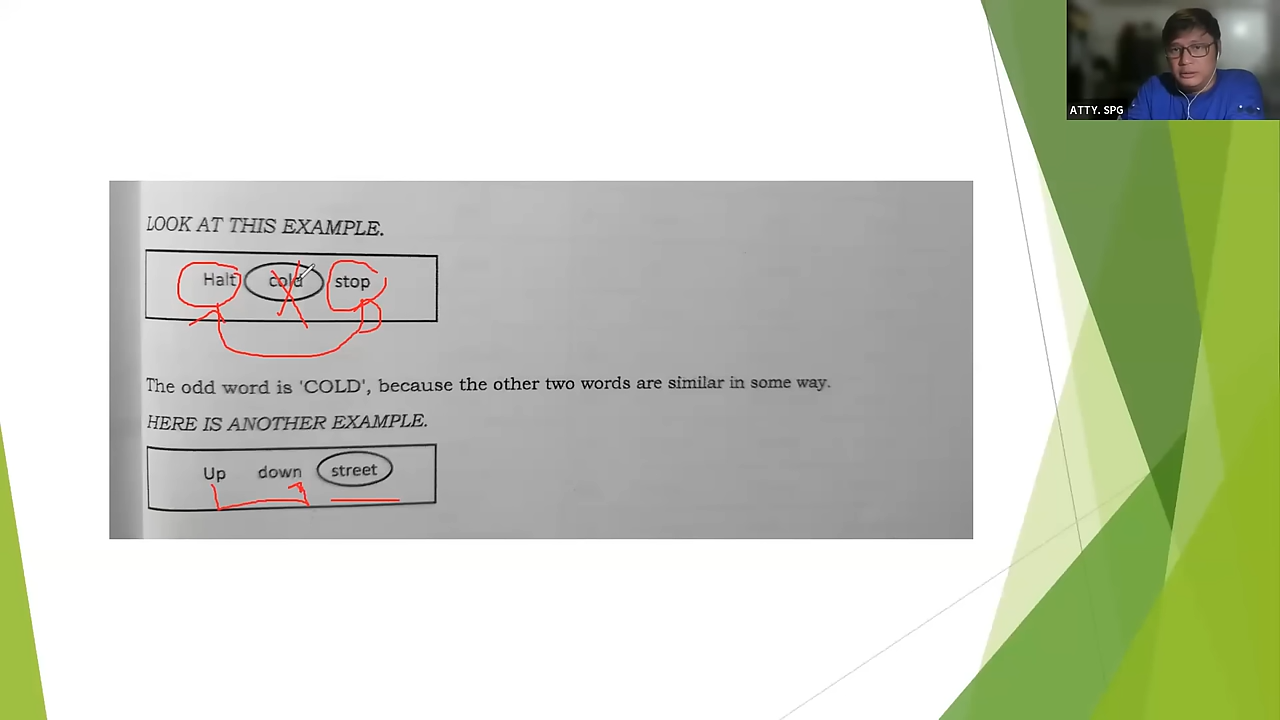 ATTY. SPG
LOOK AT THIS EXAMPLE.
Halt cold stop
The odd word is 'COLD', because the other two words are similar in some way.
HERE IS ANOTHER EXAMPLE.
Up down street